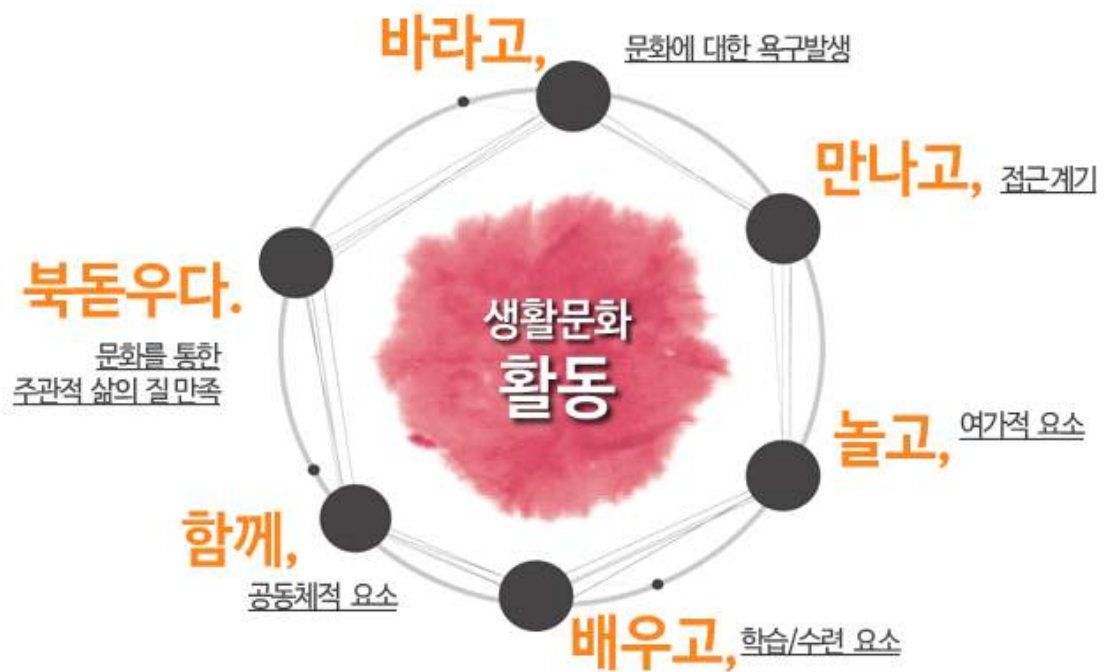 바라고,
문화에 대한 욕구발생
만나고,
접근계기
놀고,
여가적 요소
배우고,
학습/수련 요소
함께,
공동체적 요소
북돋우다.
문화를 통한
주관적 삶의 질 만족
생활문화
활동